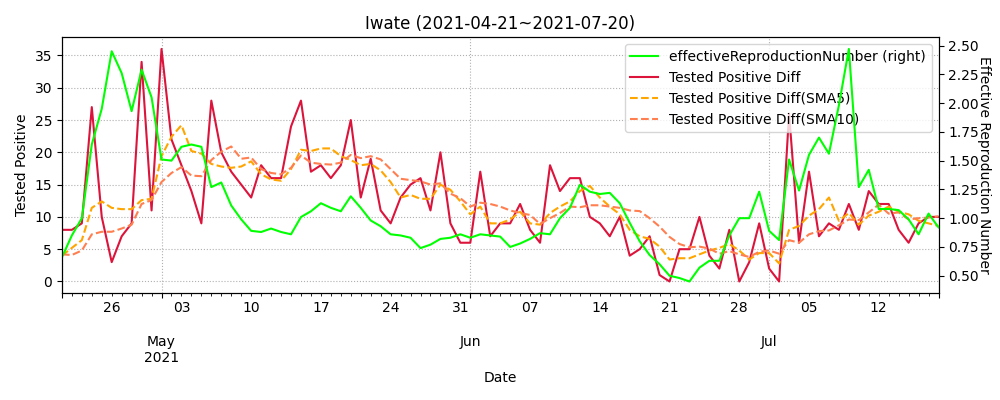 Iwate (2021-04-21~2021-07-20)
effectiveReproductionNumber (right)
Tested Positive Diff
Tested Positive Diff(SMA5)
Tested Positive Diff(SMA10)
Tested Positive
35
30
25
20
15
10
5
0
2.50
2.25
2.00
1.75
1.50
1.25
1.00
0.75
0.50
Effective Reproduction Number
26 03 10 17 24 31 07 14 21 28 05 12
May Jun Jul
2021
Date